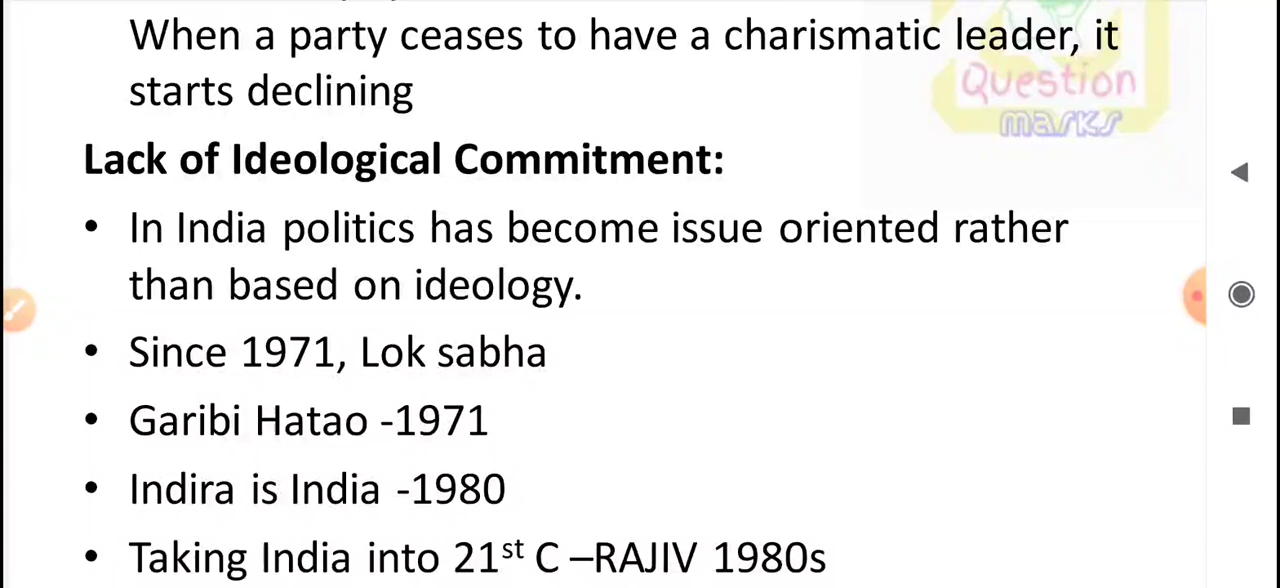 When a party ceases to have a charismatic leader, it
starts declining
Question
marks
Lack of Ideological Commitment:
• In India politics has become issue oriented rather
than based on ideology.
• Since 1971, Lok sabha
• Garibi Hatao -1971
• Indira is India -1980
• Taking India into 21st C –RAJIV 1980s